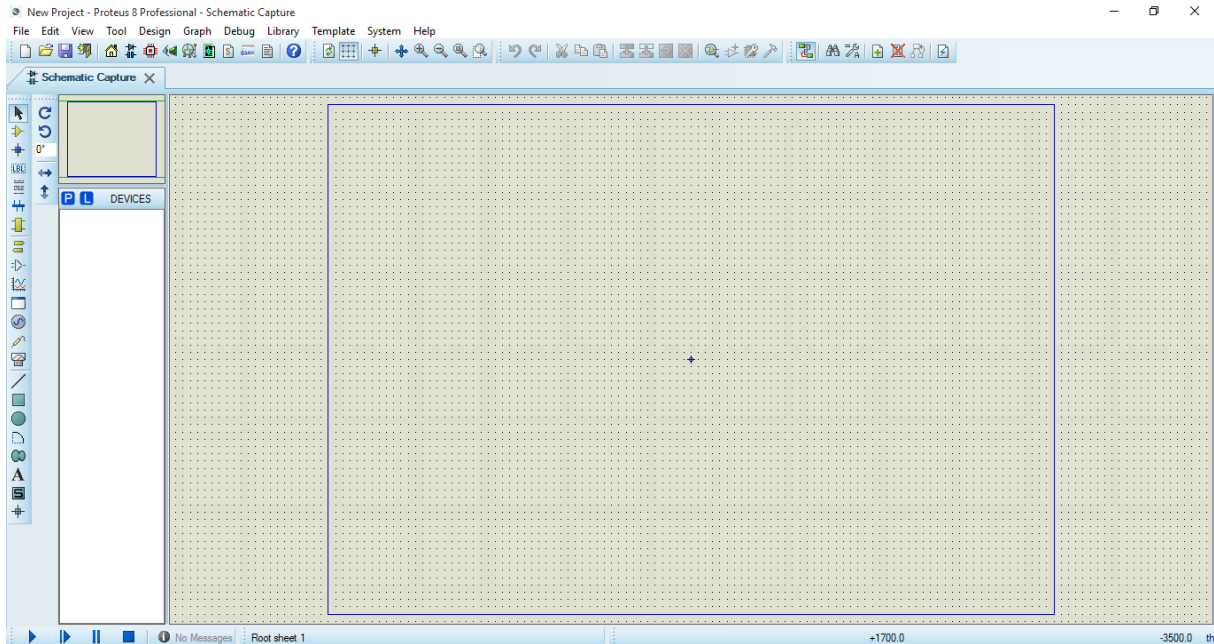 New Project - Proteus 8 Professional - Schematic Capture
File Edit View Tool Design Graph Debug Library Template System Help
Schematic Capture
0°
LBL
P L DEVICES
A
S
No Messages Root sheet 1 +1700.0 -3500.0 th